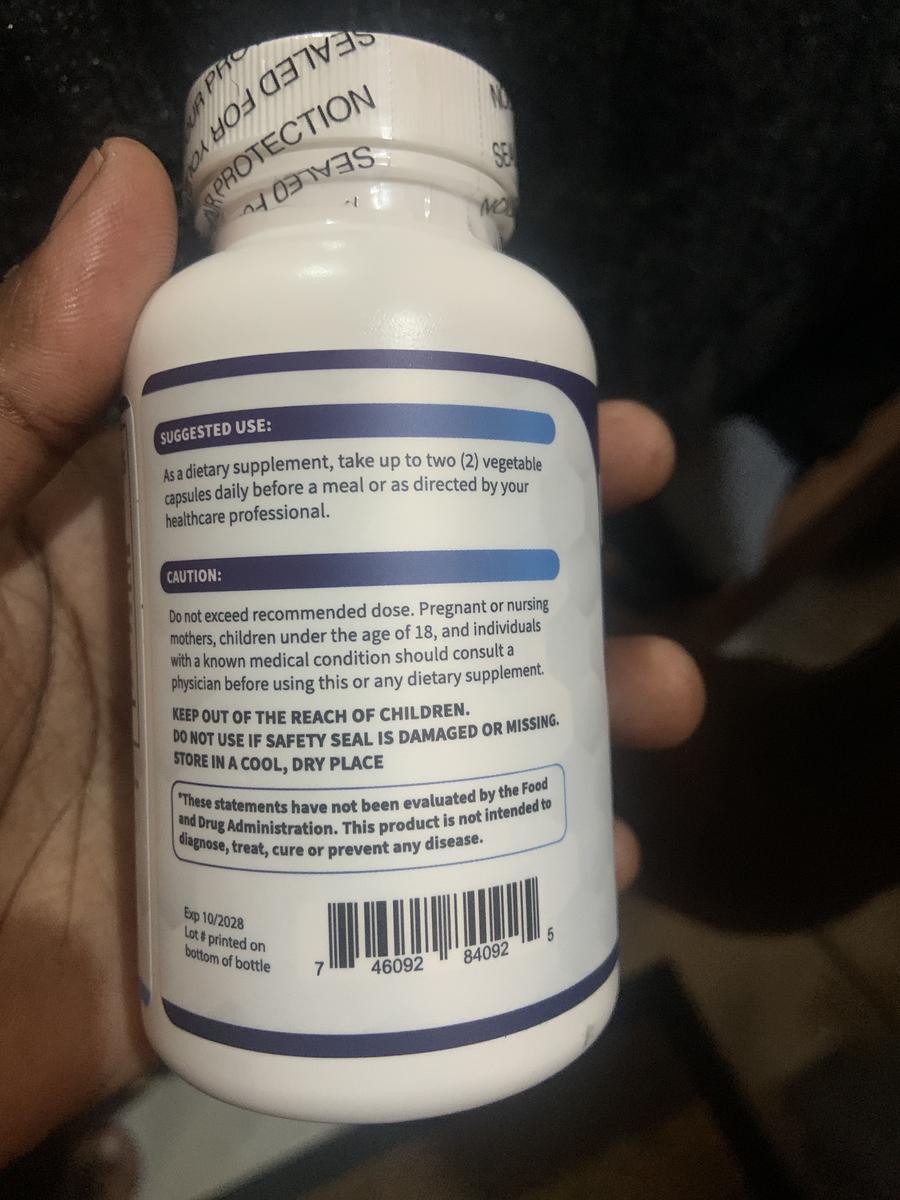 OUR PRO
SEALED FOR YOU
R PROTECTION
SEALED FO
SEA
SUGGESTED USE:
As a dietary supplement, take up to two (2) vegetable
capsules daily before a meal or as directed by your
healthcare professional.
CAUTION:
Do not exceed recommended dose. Pregnant or nursing
mothers, children under the age of 18, and individuals
with a known medical condition should consult a
physician before using this or any dietary supplement.
KEEP OUT OF THE REACH OF CHILDREN.
DO NOT USE IF SAFETY SEAL IS DAMAGED OR MISSING.
STORE IN A COOL, DRY PLACE
*These statements have not been evaluated by the Food
and Drug Administration. This product is not intended to
diagnose, treat, cure or prevent any disease.
Exp 10/2028
Lot # printed on
bottom of bottle
7 46092 84092 5